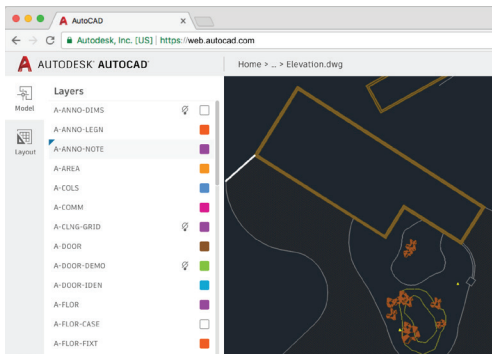 AutoCAD
Autodesk, Inc. [US] | https://web.autocad.com
AUTODESK® AUTOCAD®
Home > .. > Elevation.dwg
Model
Layout
Layers
A-ANNO-DIMS
A-ANNO-LEGN
A-ANNO-NOTE
A-AREA
A-COLS
A-COMM
A-CLNG-GRID
A-DOOR
A-DOOR-DEMO
A-DOOR-IDEN
A-FLOR
A-FLOR-CASE
A-FLOR-FIXT